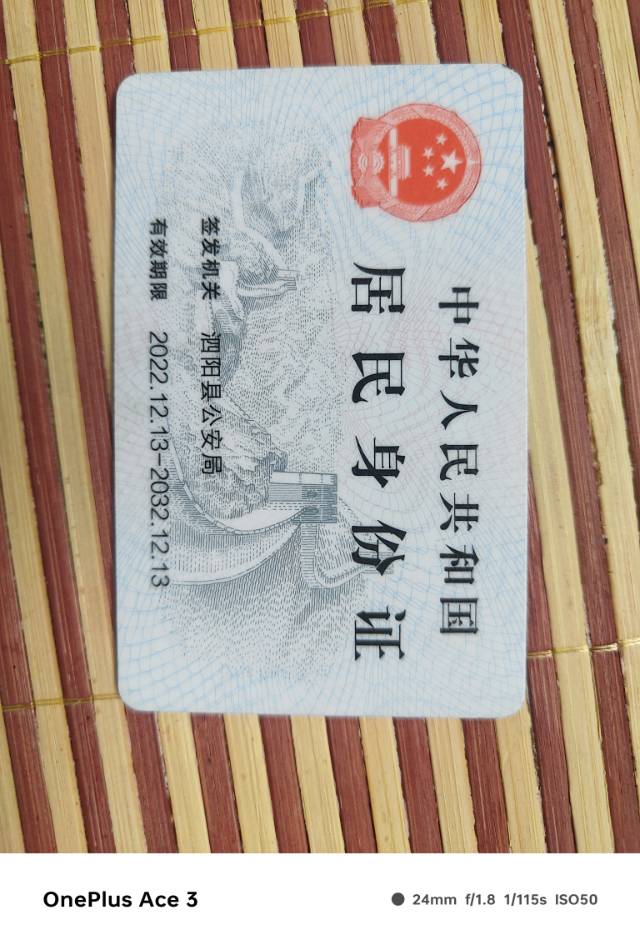 中华人民共和国
居民身份证
签发机关 泗阳县公安局
有效期限 2022.12.13-2032.12.13
OnePlus Ace 3
24mm f/1.8 1/115s ISO50